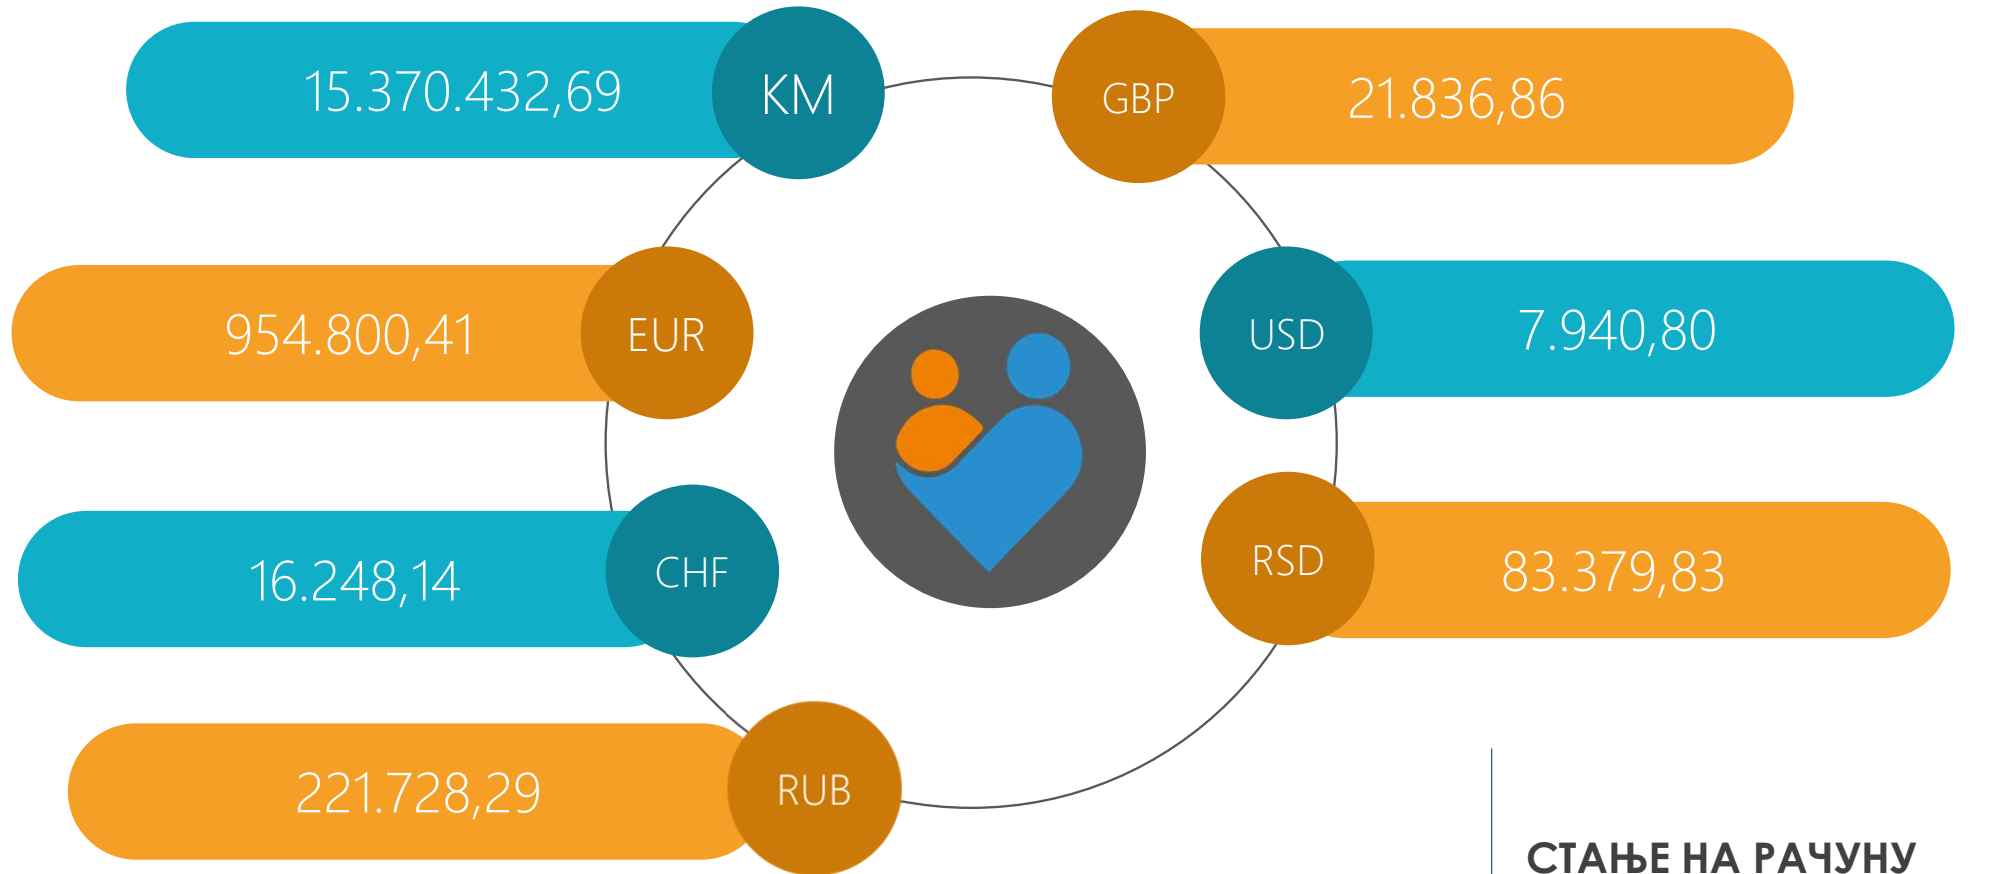 15.370.432,69 KM
GBP 21.836,86
954.800,41 EUR
USD 7.940,80
16.248,14 CHF
RSD 83.379,83
221.728,29 RUB
СТАЊЕ НА РАЧУНУ